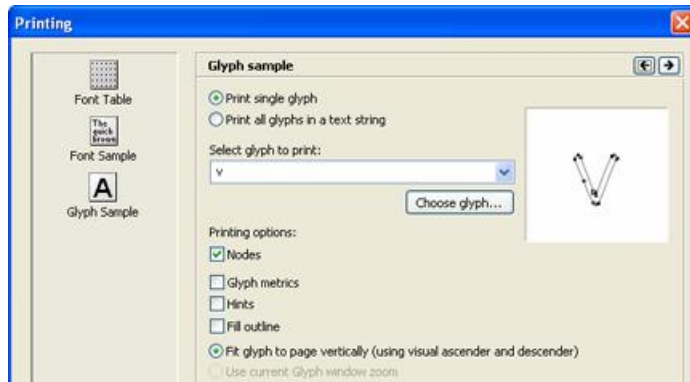 Printing
Font Table
The
quick
brown
Font Sample
A
Glyph Sample
Glyph sample
Print single glyph
Print all glyphs in a text string
Select glyph to print:
v
Choose glyph...
Printing options:
Nodes
Glyph metrics
Hints
Fill outline
Fit glyph to page vertically (using visual ascender and descender)
Use current Glyph window zoom